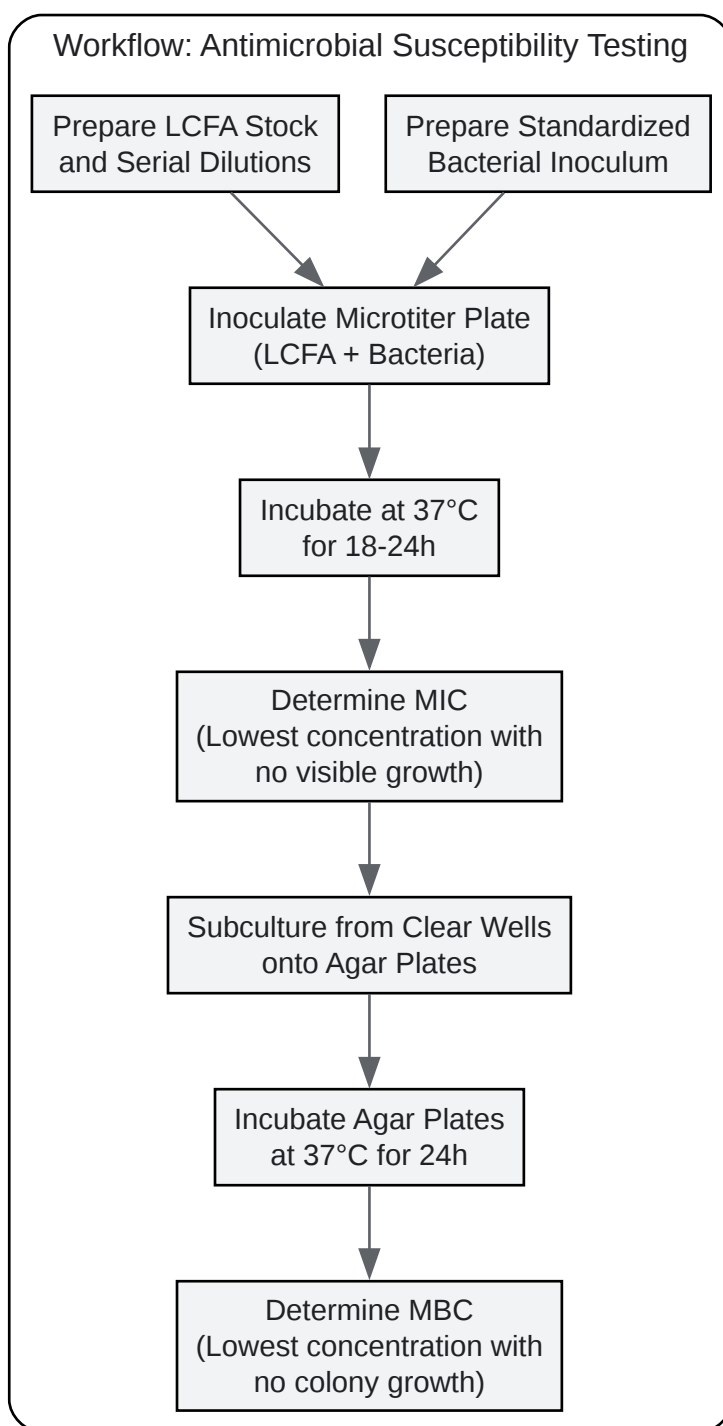 Workflow: Antimicrobial Susceptibility Testing
Prepare LCFA Stock
and Serial Dilutions
Prepare Standardized
Bacterial Inoculum
Inoculate Microtiter Plate
(LCFA + Bacteria)
Incubate at 37°C
for 18-24h
Determine MIC
(Lowest concentration with
no visible growth)
Subculture from Clear Wells
onto Agar Plates
Incubate Agar Plates
at 37°C for 24h
Determine MBC
(Lowest concentration with
no colony growth)